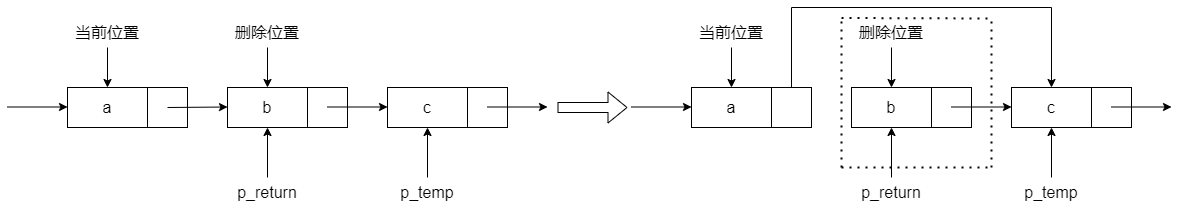 当前位置 删除位置 当前位置 删除位置
a b c a b c
p_return p_temp p_return p_temp